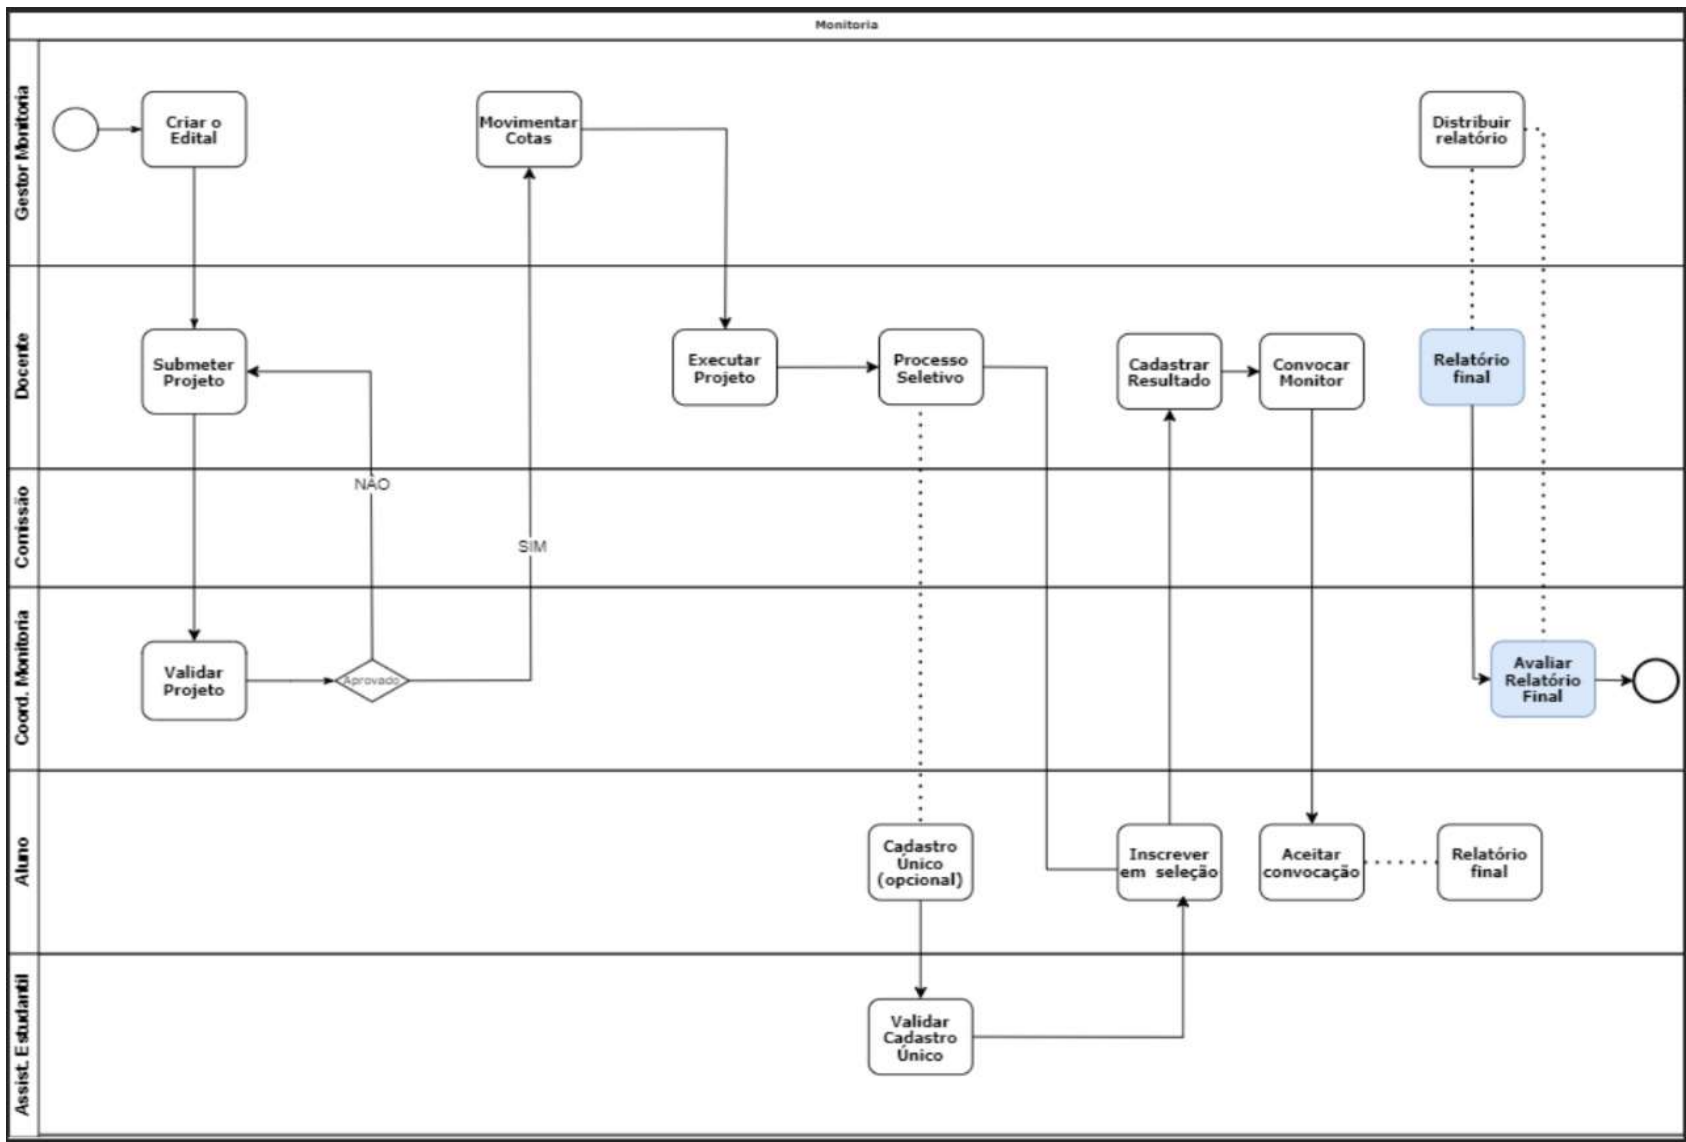 Monitoria
Gestor Monitoria
Criar o
Edital
Movimentar
Cotas
Distribuir
relatório
Docente
Submeter
Projeto
Executar
Projeto
Processo
Seletivo
Cadastrar
Resultado
Convocar
Monitor
Relatório
final
Comissão
NÃO
SIM
Coord. Monitoria
Validar
Projeto
Aprovado
Avaliar
Relatório
Final
Aluno
Cadastro
Único
(opcional)
Inscrever
em seleção
Aceitar
convocação
Relatório
final
Assist. Estudantil
Validar
Cadastro
Único